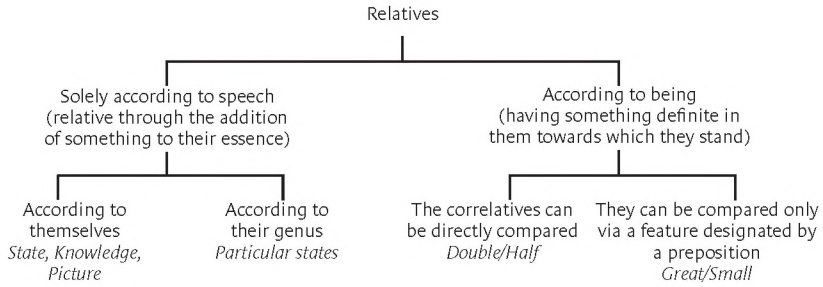 Relatives
Solely according to speech
(relative through the addition
of something to their essence)
According to being
(having something definite in
them towards which they stand)
According to
themselves
State, Knowledge,
Picture
According to
their genus
Particular states
The correlatives can
be directly compared
Double/Half
They can be compared only
via a feature designated by
a preposition
Great/Small